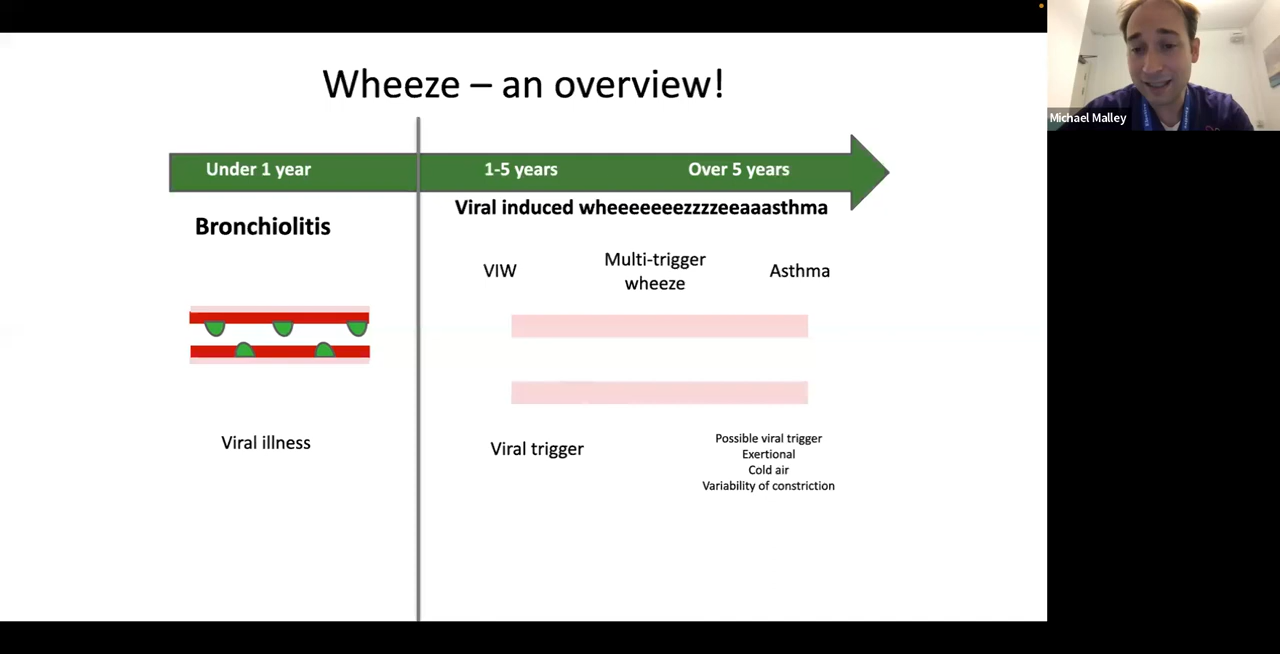 Wheeze – an overview!
Michael Malley
Under 1 year
1-5 years
Over 5 years
Bronchiolitis
Viral induced wheeeeeeezzzzeeaaasthma
VIW
Multi-trigger
wheeze
Asthma
Viral illness
Viral trigger
Possible viral trigger
Exertional
Cold air
Variability of constriction